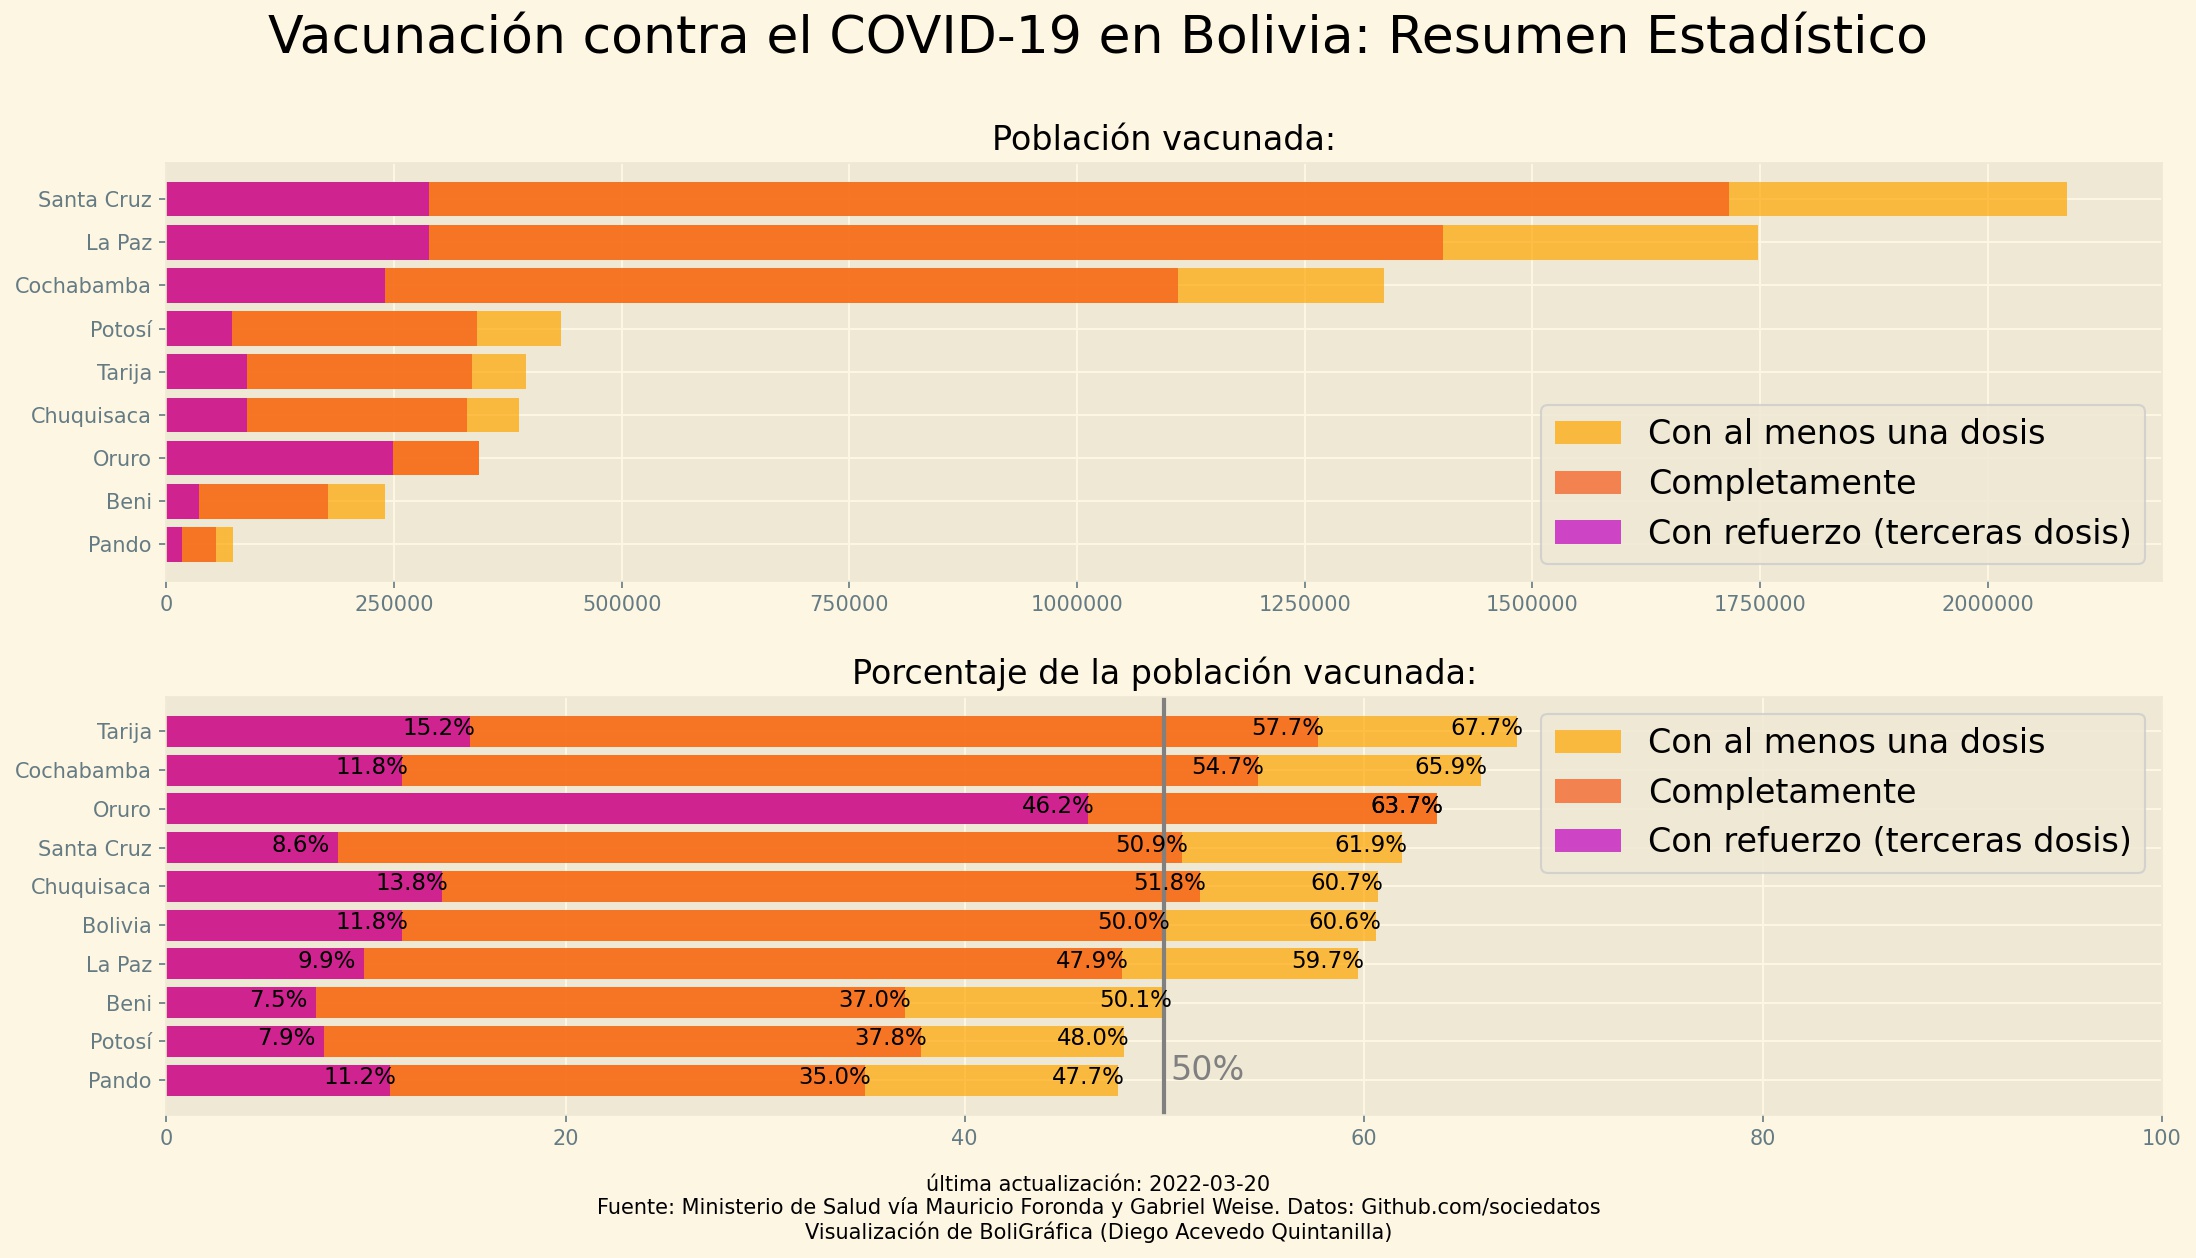 Vacunación contra el COVID-19 en Bolivia: Resumen Estadístico
Población vacunada:
Santa Cruz
La Paz
Cochabamba
Potosí
Tarija
Chuquisaca
Oruro
Beni
Pando
Con al menos una dosis
Completamente
Con refuerzo (terceras dosis)
0 250000 500000 750000 1000000 1250000 1500000 1750000 2000000
Porcentaje de la población vacunada:
Tarija 15.2% 57.7% 67.7%
Cochabamba 11.8% 54.7% 65.9%
Oruro 46.2% 63.7%
Santa Cruz 8.6% 50.9% 61.9%
Chuquisaca 13.8% 51.8% 60.7%
Bolivia 11.8% 50.0% 60.6%
La Paz 9.9% 47.9% 59.7%
Beni 7.5% 37.0% 50.1%
Potosí 7.9% 37.8% 48.0%
Pando 11.2% 35.0% 47.7%
50%
Con al menos una dosis
Completamente
Con refuerzo (terceras dosis)
0 20 40 60 80 100
última actualización: 2022-03-20
Fuente: Ministerio de Salud vía Mauricio Foronda y Gabriel Weise. Datos: Github.com/sociedatos
Visualización de BoliGráfica (Diego Acevedo Quintanilla)